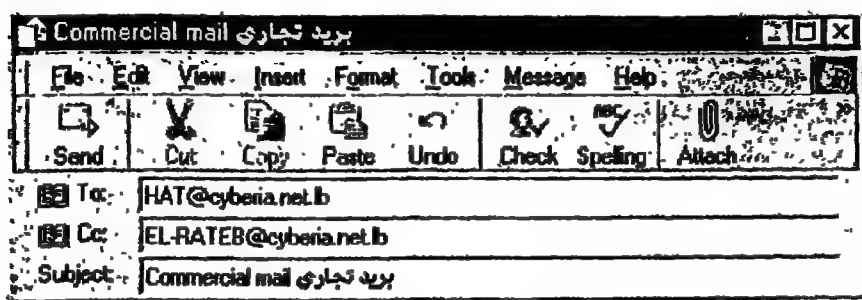 Commercial mail بريد تجاري
File Edit View Insert Format Tools Message Help
Send Cut Copy Paste Undo Check Spelling Attach
To: HAT@cyberia.net.lb
Cc: EL-RATEB@cyberia.net.lb
Subject: Commercial mail بريد تجاري